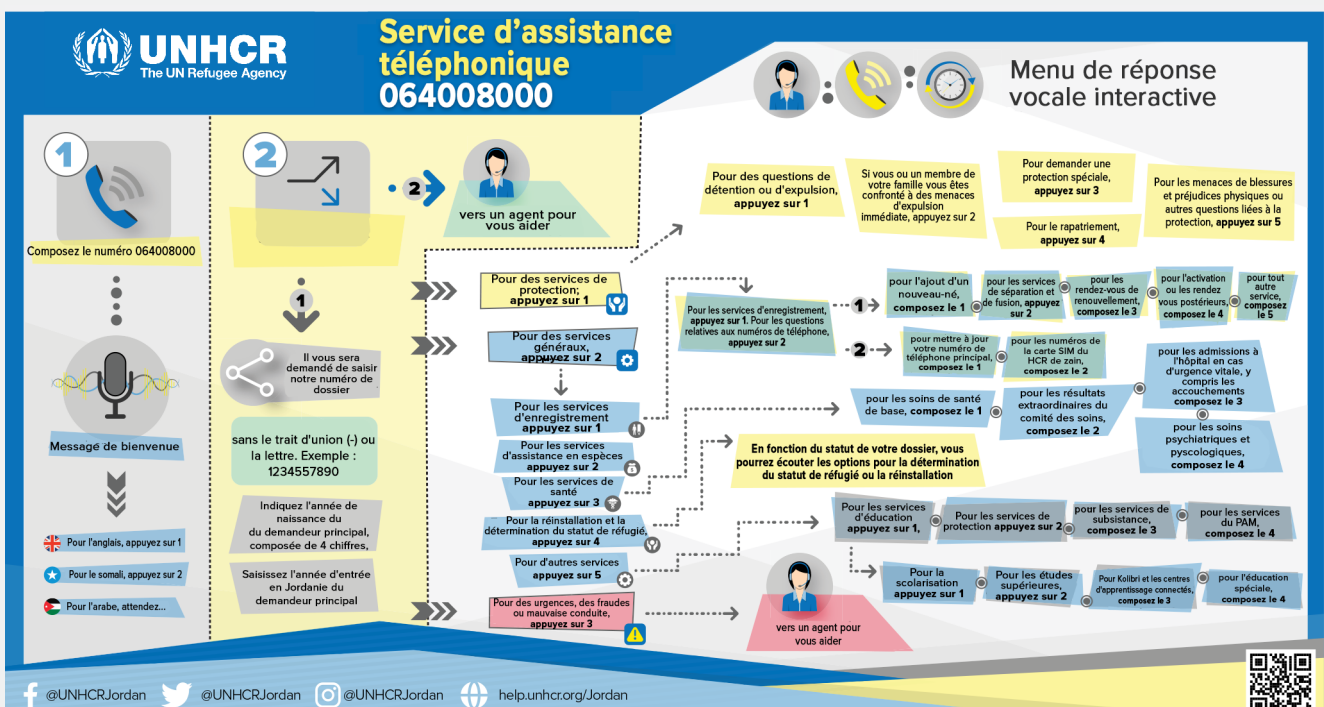 UNHCR
The UN Refugee Agency
Service d'assistance
téléphonique
064008000
Menu de réponse
vocale interactive
1
Composez le numéro 064008000
Message de bienvenue
Pour l'anglais, appuyez sur 1
Pour le somali, appuyez sur 2
Pour l'arabe, attendez...
2
2
vers un agent pour
vous aider
1
Il vous sera
demandé de saisir
notre numéro de
dossier
sans le trait d'union (-) ou
la lettre. Exemple :
1234557890
Indiquez l'année de
naissance du
du demandeur principal,
composée de 4 chiffres,
Saisissez l'année d'entrée
en Jordanie du
demandeur principal
Pour des services de
protection;
appuyez sur 1
Pour des services
généraux,
appuyez sur 2
Pour les services
d'enregistrement
appuyez sur 1
Pour les services
d'assistance en espèces
appuyez sur 2
Pour les services de
santé
appuyez sur 3
Pour la réinstallation et la
détermination du statut de réfugié,
appuyez sur 4
Pour d'autres services
appuyez sur 5
Pour des urgences, des fraudes
ou mauvaise conduite,
appuyez sur 3
Pour des questions de
détention ou d'expulsion,
appuyez sur 1
Si vous ou un membre de
votre famille vous êtes
confronté à des menaces
d'expulsion
immédiate, appuyez sur 2
Pour demander une
protection spéciale,
appuyez sur 3
Pour le rapatriement,
appuyez sur 4
Pour les menaces de blessures
et préjudices physiques ou
autres questions liées à la
protection, appuyez sur 5
Pour les services d'enregistrement,
appuyez sur 1. Pour les questions
relatives aux numéros de téléphone,
appuyez sur 2
1
pour l'ajout d'un
nouveau-né,
composez le 1
pour les services
de séparation et
de fusion, appuyez
sur 2
pour les
rendez-vous de
renouvellement,
composez le 3
pour l'activation
ou les rendez
vous postérieurs,
composez le 4
pour tout
autre
service,
composez
le 5
2
pour mettre à jour
votre numéro de
téléphone principal,
composez le 1
pour les numéros de
la carte SIM du
HCR de zain,
composez le 2
pour les soins de santé
de base, composez le 1
pour les résultats
extraordinaires du
comité des soins,
composez le 2
pour les admissions à
l'hôpital en cas
d'urgence vitale, y
compris les
accouchements
composez le 3
pour les soins
psychiatriques et
pyscologiques,
composez le 4
En fonction du statut de votre dossier, vous
pourrez écouter les options pour la détermination
du statut de réfugié ou la réinstallation
Pour les services
d'éducation
appuyez sur 1,
Pour les services de
protection appuyez sur 2
pour les services de
subsistance,
composez le 3
pour les services
du PAM,
composez le 4
Pour la
scolarisation
appuyez sur 1
Pour les études
supérieures,
appuyez sur 2
Pour Kolibri et les centres
d'apprentissage connectés,
composez le 3
pour l'éducation
spéciale,
composez le 4
vers un agent pour
vous aider
@UNHCRJordan
@UNHCRJordan
@UNHCRJordan
help.unhcr.org/Jordan